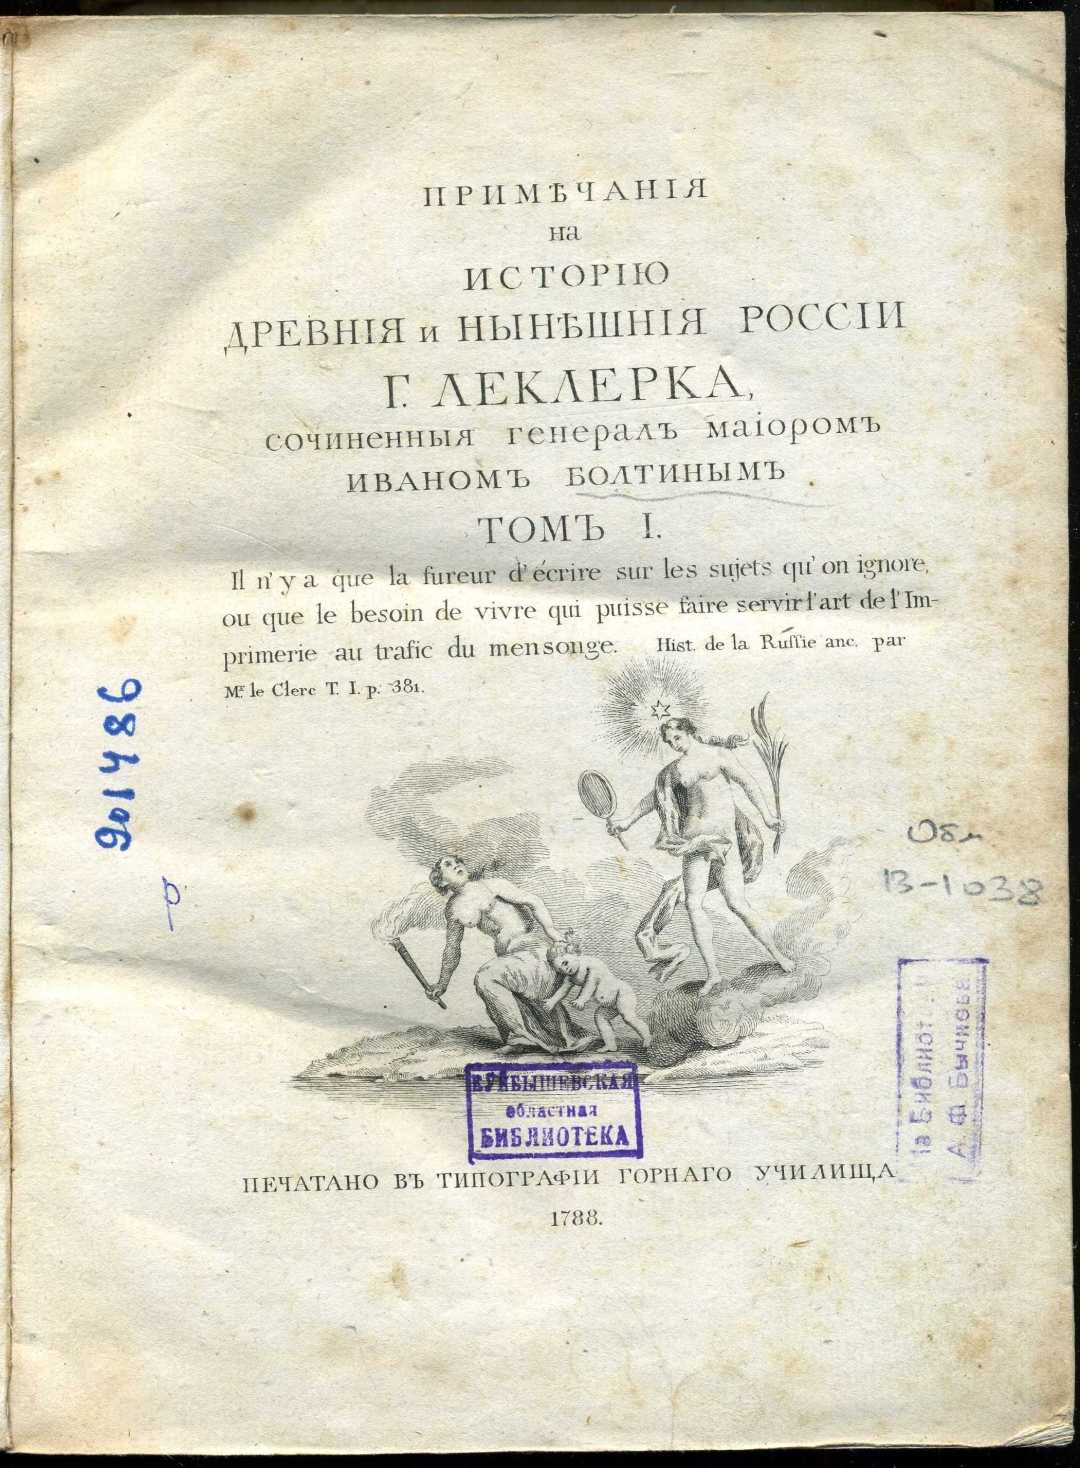 ПРИМѢЧАНІЯ
на
ИСТОРІЮ
ДРЕВНІЯ и НЫНѢШНІЯ РОССІИ
Г. ЛЕКЛЕРКА,
сочиненныя генералъ маіоромъ
ИВАНОМЪ БОЛТИНЫМЪ
ТОМЪ I.
Il n'y a que la fureur d'écrire sur les sujets qu'on ignore,
ou que le besoin de vivre qui puisse faire servir l'art de l'Im-
primerie au trafic du mensonge. Hist. de la Russie anc. par
Mr. le Clerc T. I. p. 381.
901486
р
Обм
В-1038
Библиот
А. Ф. Бычкова
КУЙБЫШЕВСКАЯ
областная
БИБЛИОТЕКА
ПЕЧАТАНО ВЪ ТИПОГРАФІИ ГОРНАГО УЧИЛИЩА
1788.